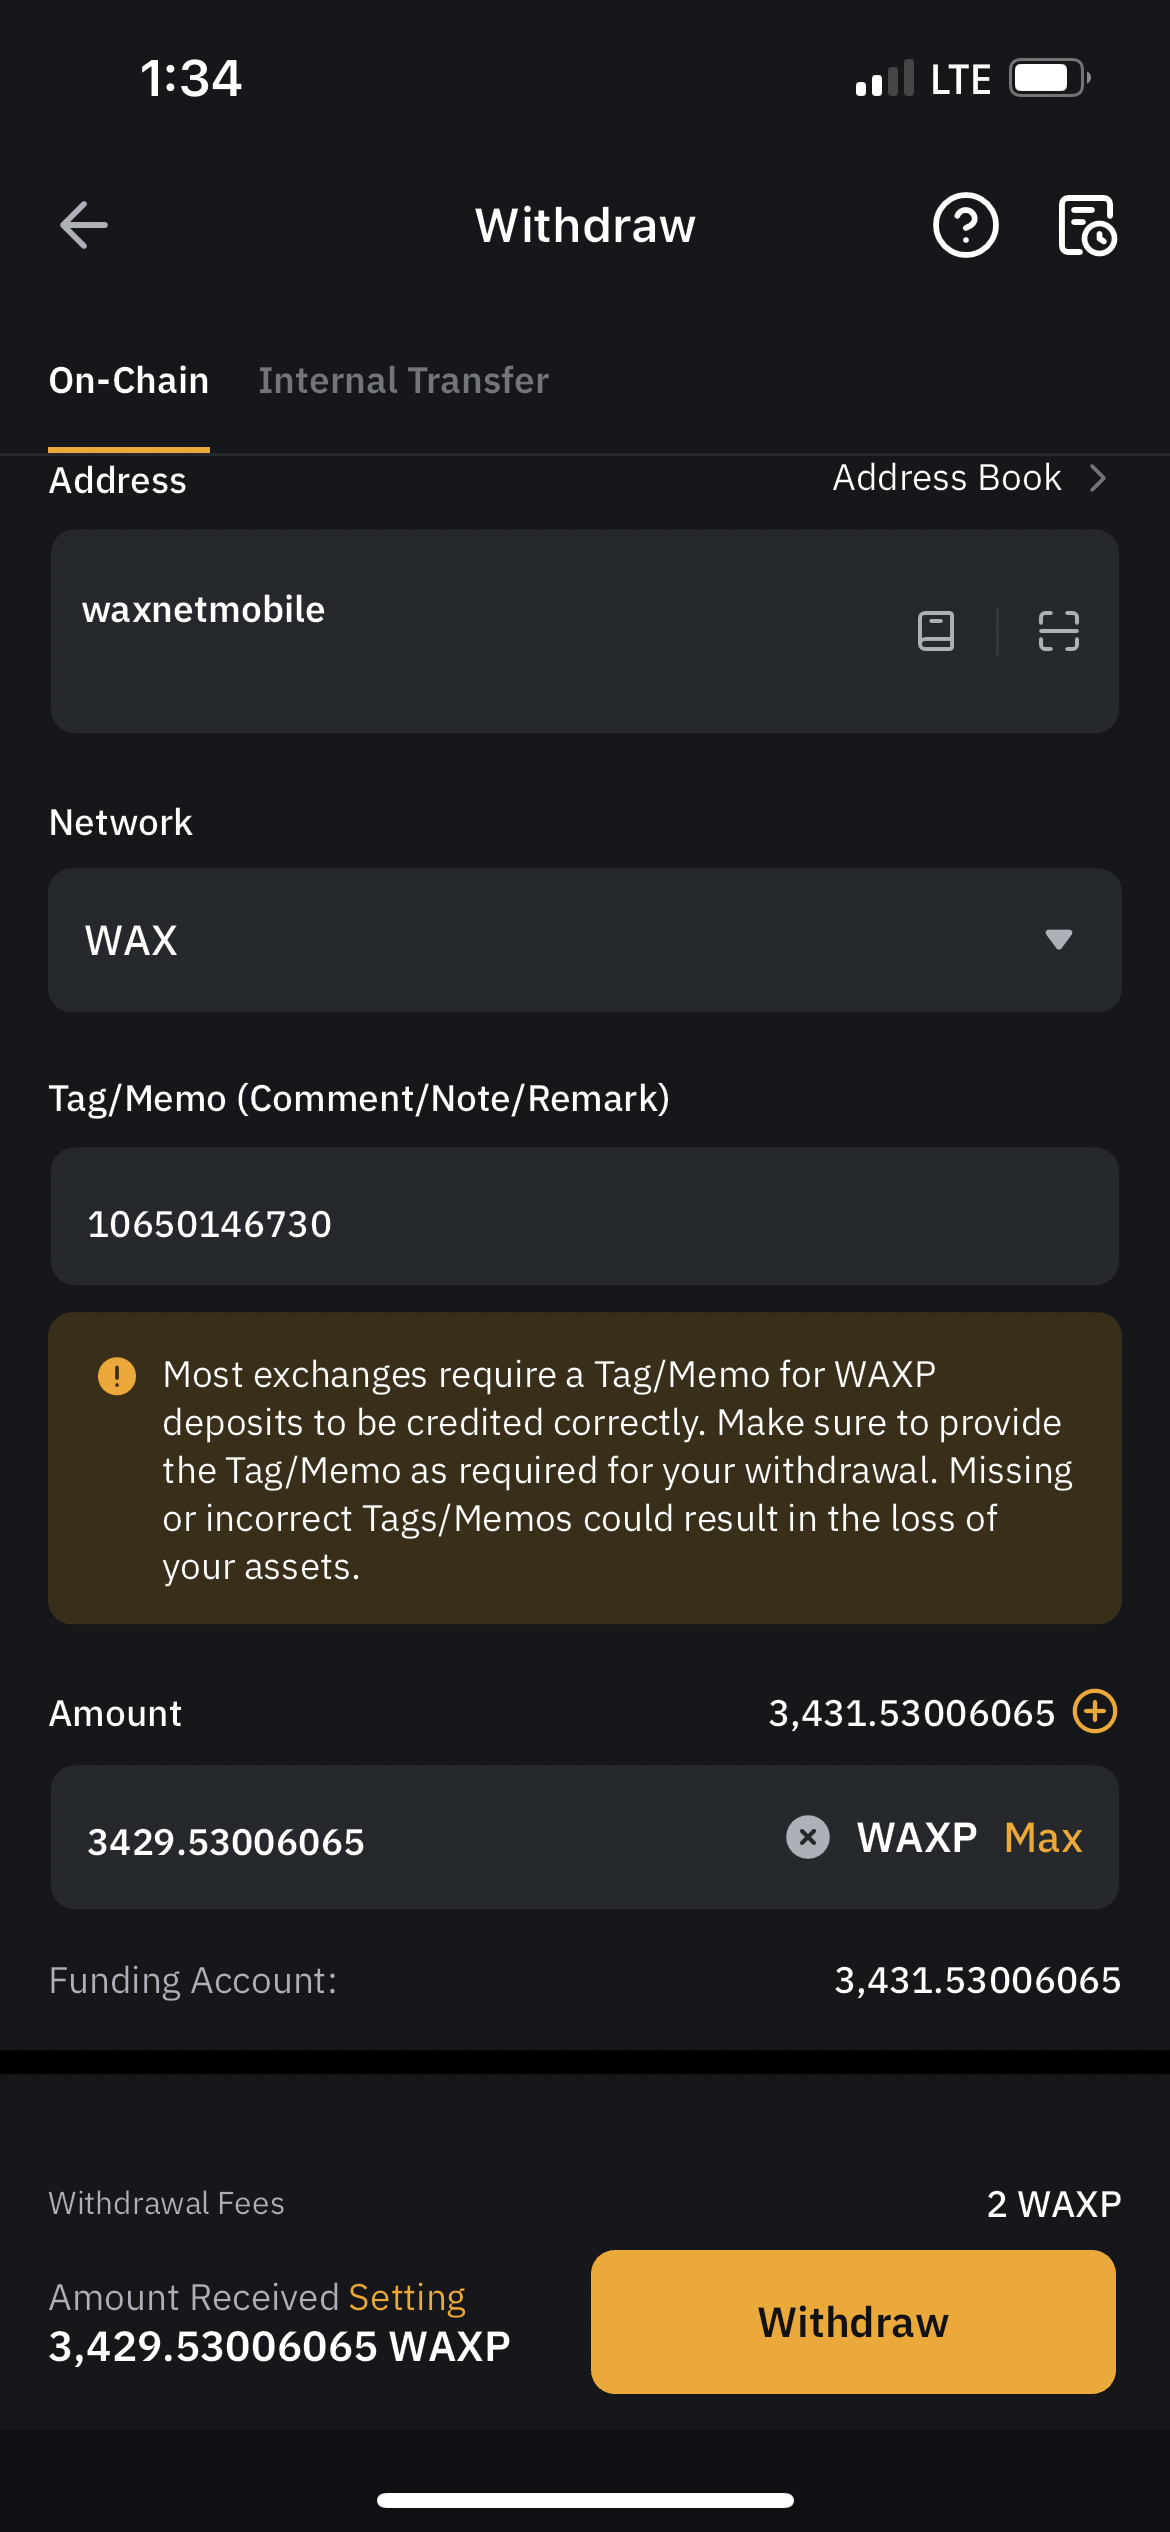 1:34
LTE
Withdraw
On-Chain
Internal Transfer
Address
Address Book
waxnetmobile
Network
WAX
Tag/Memo (Comment/Note/Remark)
10650146730
Most exchanges require a Tag/Memo for WAXP
deposits to be credited correctly. Make sure to provide
the Tag/Memo as required for your withdrawal. Missing
or incorrect Tags/Memos could result in the loss of
your assets.
Amount
3,431.53006065
3429.53006065
WAXP
Max
Funding Account:
3,431.53006065
Withdrawal Fees
2 WAXP
Amount Received Setting
3,429.53006065 WAXP
Withdraw